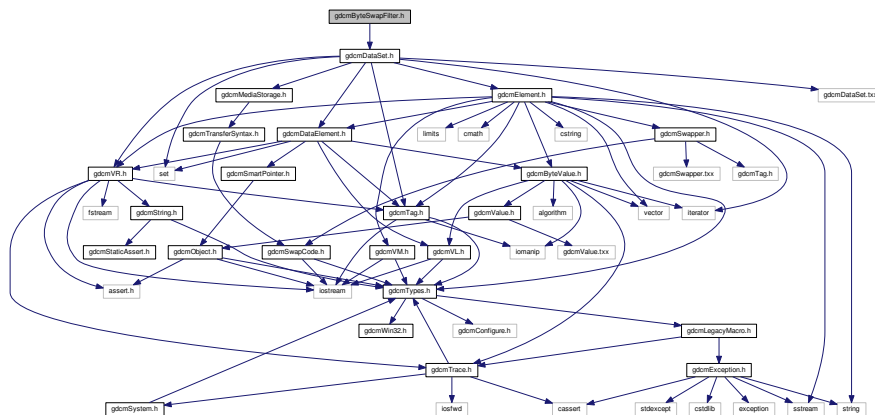 gdcmByteSwapFilter.h
gdcmDataSet.h
gdcmMediaStorage.h
gdcmElement.h
gdcmDataSet.txx
gdcmTransferSyntax.h
gdcmDataElement.h
limits
cmath
cstring
gdcmSwapper.h
gdcmVR.h
set
gdcmSmartPointer.h
gdcmByteValue.h
gdcmSwapper.txx
gdcmTag.h
fstream
gdcmString.h
gdcmTag.h
gdcmValue.h
algorithm
vector
iterator
gdcmStaticAssert.h
gdcmObject.h
gdcmSwapCode.h
gdcmVM.h
gdcmVL.h
iomanip
gdcmValue.txx
assert.h
iostream
gdcmTypes.h
gdcmWin32.h
gdcmConfigure.h
gdcmLegacyMacro.h
gdcmTrace.h
gdcmException.h
gdcmSystem.h
iosfwd
cassert
stdexcept
cstdlib
exception
sstream
string